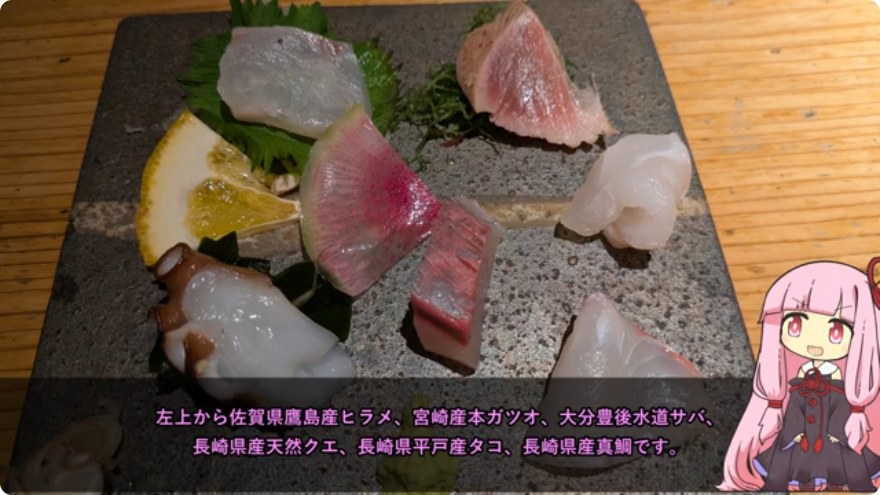 左上から佐賀県鷹島産ヒラメ、宮崎産本ガツオ、大分豊後水道サバ、
長崎県産天然クエ、長崎県平戸産タコ、長崎県産真鯛です。